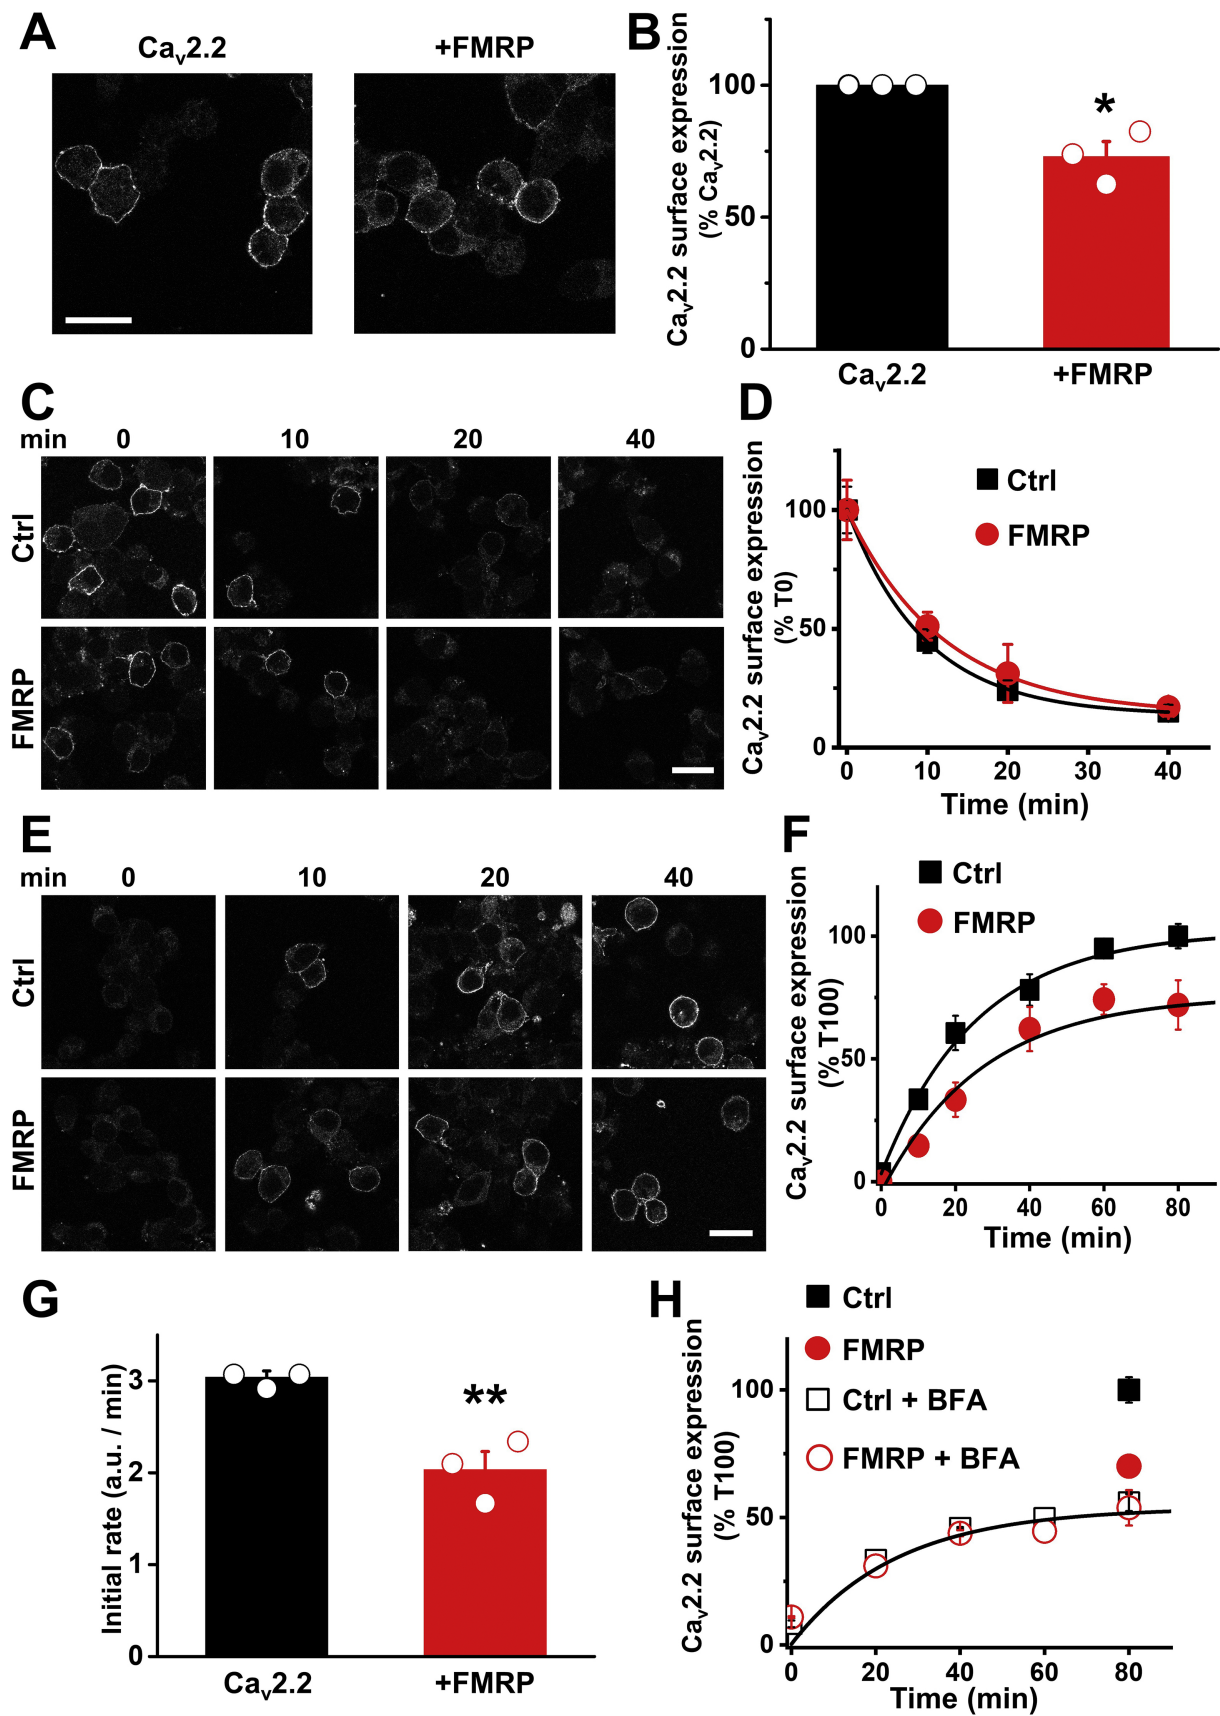 A
Cav2.2
+FMRP
B
Cav2.2 surface expression
(% Cav2.2)
100
50
0
*
Cav2.2
+FMRP
C
min 0 10 20 40
Ctrl
FMRP
D
Cav2.2 surface expression
(% T0)
100
50
0
Ctrl
FMRP
0 10 20 30 40
Time (min)
E
min 0 10 20 40
Ctrl
FMRP
F
Cav2.2 surface expression
(% T100)
100
50
0
Ctrl
FMRP
0 20 40 60 80
Time (min)
G
Initial rate (a.u. / min)
3
2
1
0
**
Cav2.2
+FMRP
H
Cav2.2 surface expression
(% T100)
100
50
0
Ctrl
FMRP
Ctrl + BFA
FMRP + BFA
0 20 40 60 80
Time (min)